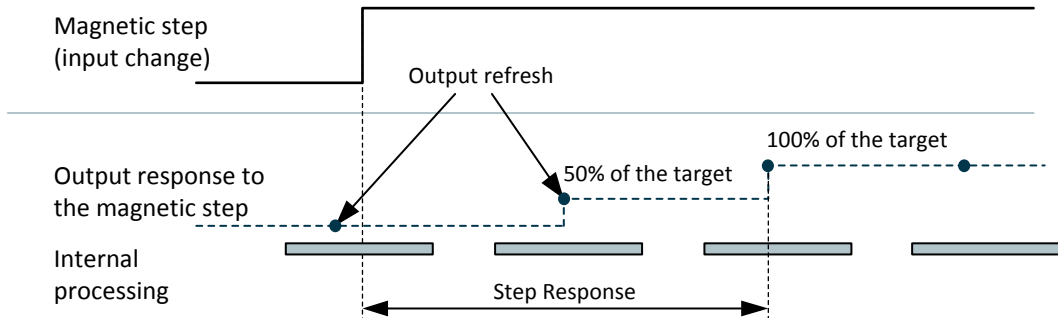 Magnetic step
(input change)
Output refresh
100% of the target
50% of the target
Output response to
the magnetic step
Internal
processing
Step Response